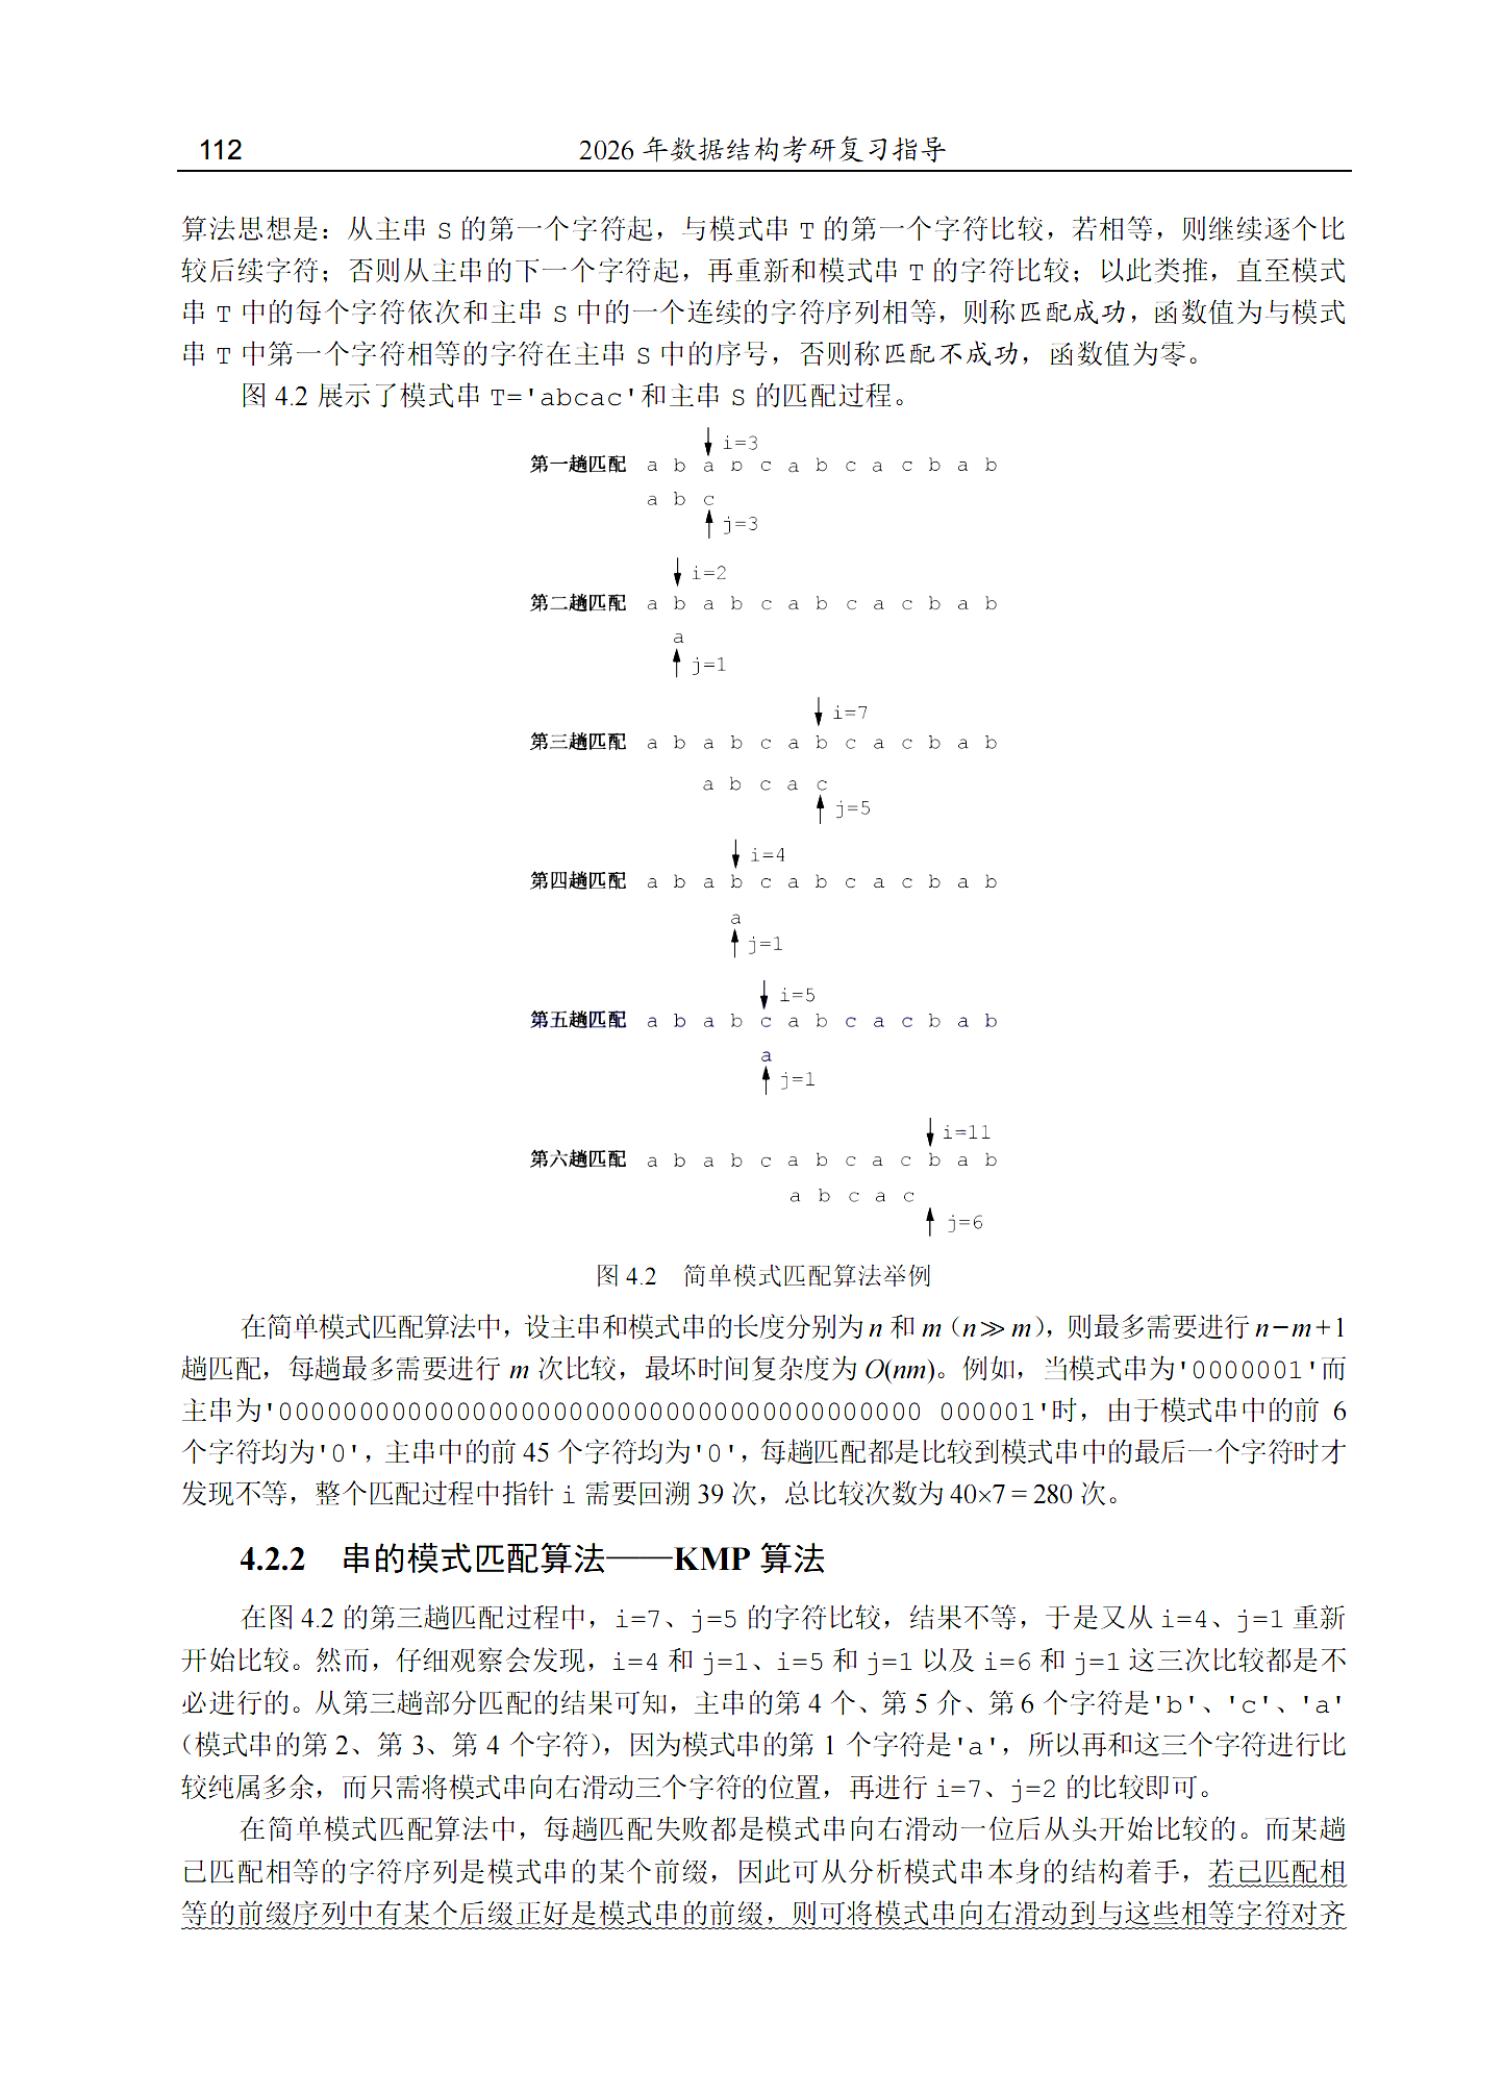 112 2026 年数据结构考研复习指导
算法思想是：从主串 S 的第一个字符起，与模式串 T 的第一个字符比较，若相等，则继续逐个比
较后续字符；否则从主串的下一个字符起，再重新和模式串 T 的字符比较；以此类推，直至模式
串 T 中的每个字符依次和主串 S 中的一个连续的字符序列相等，则称匹配成功，函数值为与模式
串 T 中第一个字符相等的字符在主串 S 中的序号，否则称匹配不成功，函数值为零。
图 4.2 展示了模式串 T='abcac'和主串 S 的匹配过程。
i=3
第一趟匹配 a b a b c a b c a c b a b
a b c
j=3
i=2
第二趟匹配 a b a b c a b c a c b a b
a
j=1
i=7
第三趟匹配 a b a b c a b c a c b a b
a b c a c
j=5
i=4
第四趟匹配 a b a b c a b c a c b a b
a
j=1
i=5
第五趟匹配 a b a b c a b c a c b a b
a
j=1
i=11
第六趟匹配 a b a b c a b c a c b a b
a b c a c
j=6
图 4.2 简单模式匹配算法举例
在简单模式匹配算法中，设主串和模式串的长度分别为 n 和 m（n≫m），则最多需要进行 n−m+1
趟匹配，每趟最多需要进行 m 次比较，最坏时间复杂度为 O(nm)。例如，当模式串为'0000001'而
主串为'0000000000000000000000000000000000000000 000001'时，由于模式串中的前 6
个字符均为'0'，主串中的前 45 个字符均为'0'，每趟匹配都是比较到模式串中的最后一个字符时才
发现不等，整个匹配过程中指针 i 需要回溯 39 次，总比较次数为 40×7 = 280 次。
4.2.2 串的模式匹配算法——KMP 算法
在图 4.2 的第三趟匹配过程中，i=7、j=5 的字符比较，结果不等，于是又从 i=4、j=1 重新
开始比较。然而，仔细观察会发现，i=4 和 j=1、i=5 和 j=1 以及 i=6 和 j=1 这三次比较都是不
必进行的。从第三趟部分匹配的结果可知，主串的第 4 个、第 5 介、第 6 个字符是'b'、'c'、'a'
（模式串的第 2、第 3、第 4 个字符），因为模式串的第 1 个字符是'a'，所以再和这三个字符进行比
较纯属多余，而只需将模式串向右滑动三个字符的位置，再进行 i=7、j=2 的比较即可。
在简单模式匹配算法中，每趟匹配失败都是模式串向右滑动一位后从头开始比较的。而某趟
已匹配相等的字符序列是模式串的某个前缀，因此可从分析模式串本身的结构着手，若已匹配相
等的前缀序列中有某个后缀正好是模式串的前缀，则可将模式串向右滑动到与这些相等字符对齐